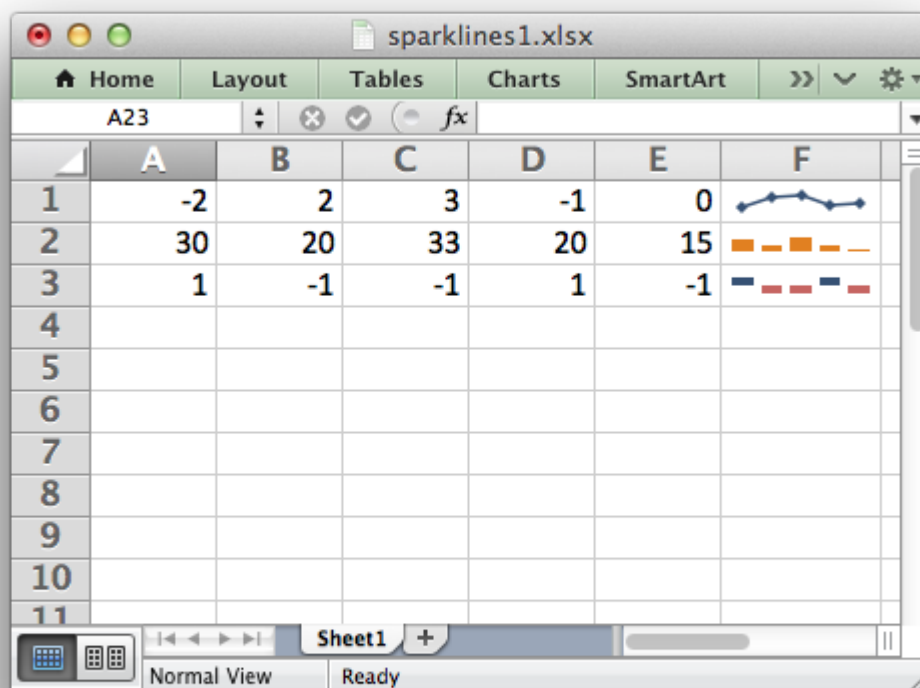 sparklines1.xlsx
Home Layout Tables Charts SmartArt
A23 fx
A B C D E F
1 -2 2 3 -1 0
2 30 20 33 20 15
3 1 -1 -1 1 -1
4
5
6
7
8
9
10
11
Sheet1 +
Normal View Ready